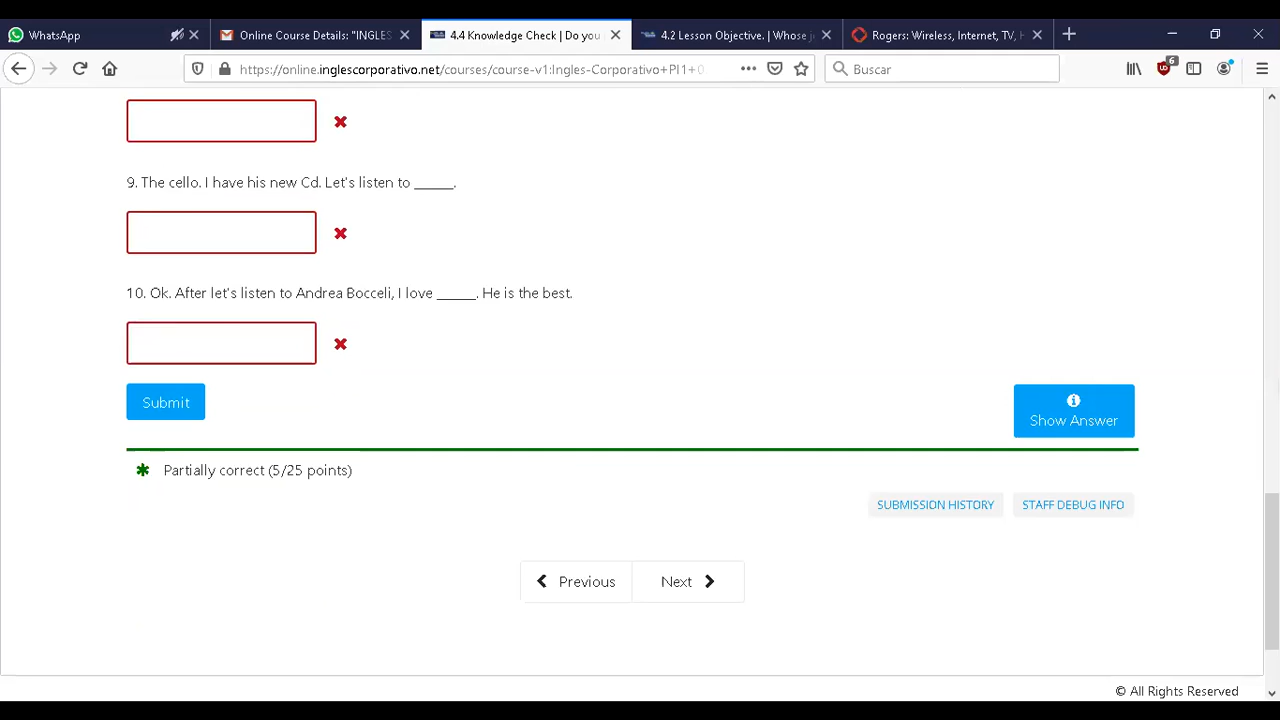 WhatsApp
Online Course Details: "INGLES
4.4 Knowledge Check | Do you
4.2 Lesson Objective. | Whose j
Rogers: Wireless, Internet, TV, H
https://online.inglescorporativo.net/courses/course-v1:Ingles-Corporativo+PI1+
Buscar
6
9. The cello. I have his new Cd. Let's listen to ______.
10. Ok. After let's listen to Andrea Bocceli, I love ______. He is the best.
Submit
Show Answer
Partially correct (5/25 points)
SUBMISSION HISTORY
STAFF DEBUG INFO
Previous
Next
© All Rights Reserved